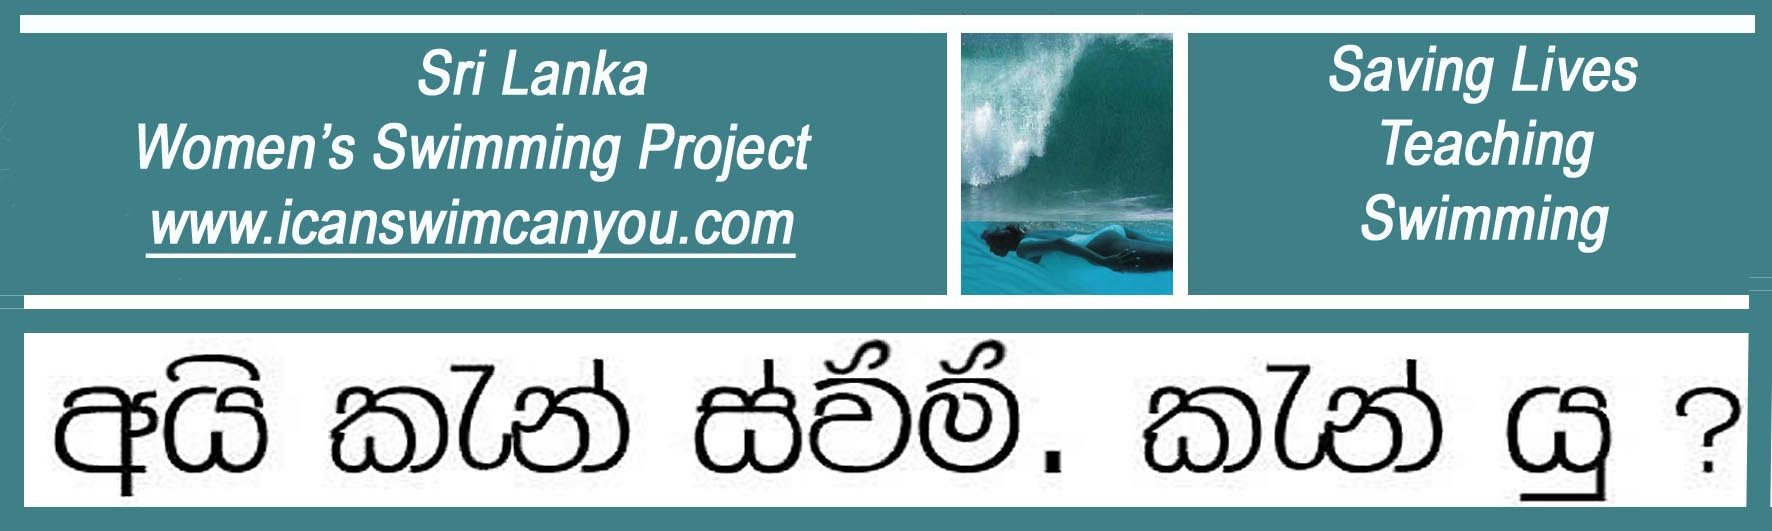 Sri Lanka
Women's Swimming Project
www.icanswimcanyou.com
Saving Lives
Teaching
Swimming
අයි කැන් ස්ව්ම්. කැන් යු ?